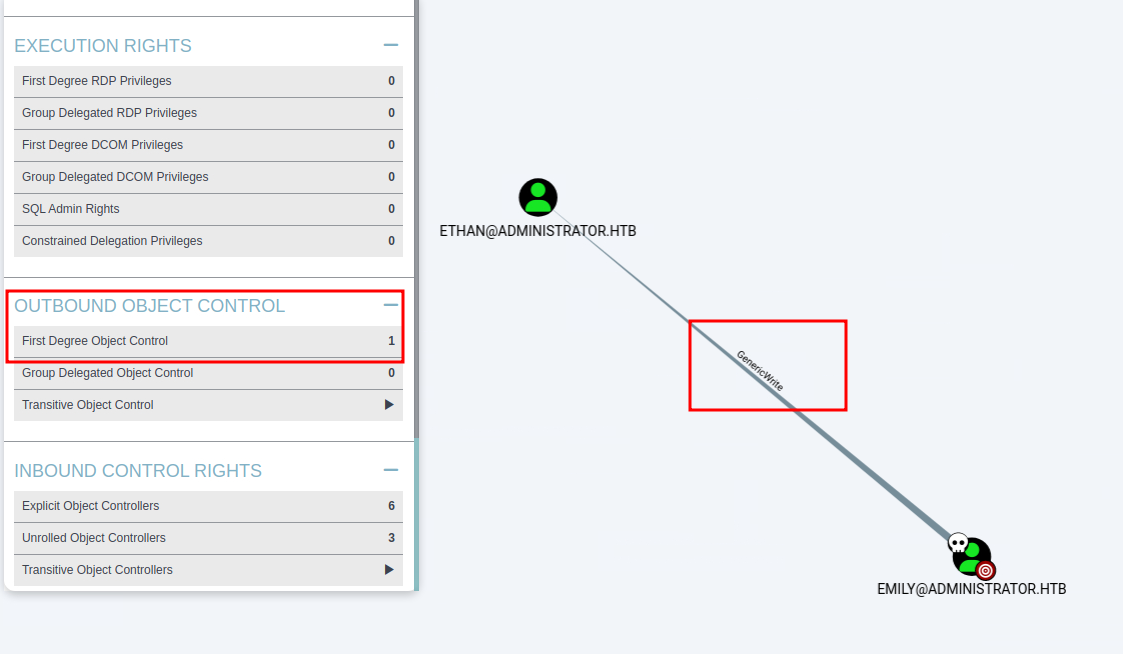 EXECUTION RIGHTS
First Degree RDP Privileges 0
Group Delegated RDP Privileges 0
First Degree DCOM Privileges 0
Group Delegated DCOM Privileges 0
SQL Admin Rights 0
Constrained Delegation Privileges 0
OUTBOUND OBJECT CONTROL
First Degree Object Control 1
Group Delegated Object Control 0
Transitive Object Control
INBOUND CONTROL RIGHTS
Explicit Object Controllers 6
Unrolled Object Controllers 3
Transitive Object Controllers
ETHAN@ADMINISTRATOR.HTB
GenericWrite
EMILY@ADMINISTRATOR.HTB